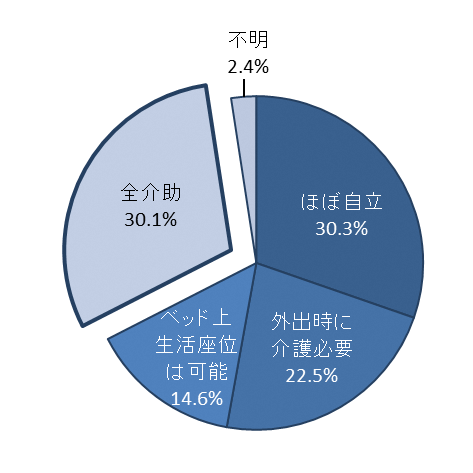 不明
2.4%
ほぼ自立
30.3%
外出時に
介護必要
22.5%
ベッド上
生活座位
は可能
14.6%
全介助
30.1%